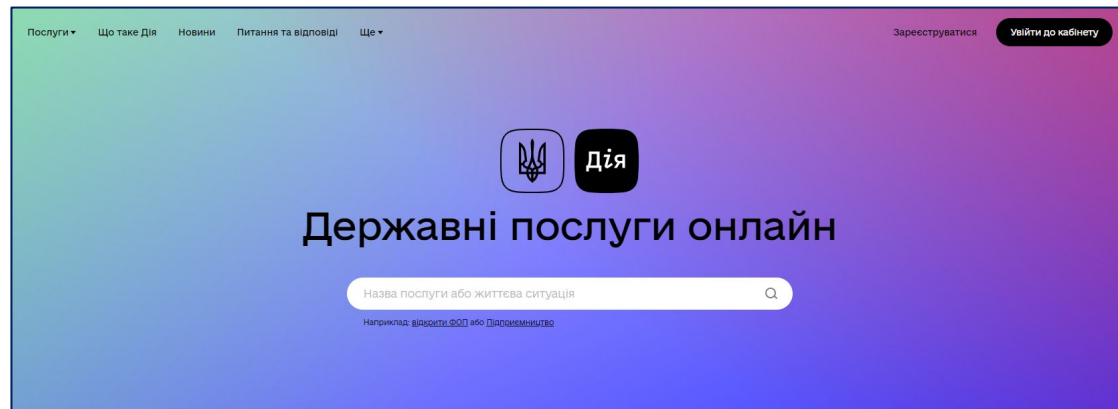 Послуги Що таке Дія Новини Питання та відповіді Ще Зареєструватися Увійти до кабінету
Дія
Державні послуги онлайн
Назва послуги або життєва ситуація
Наприклад: відкрити ФОП або Підприємництво